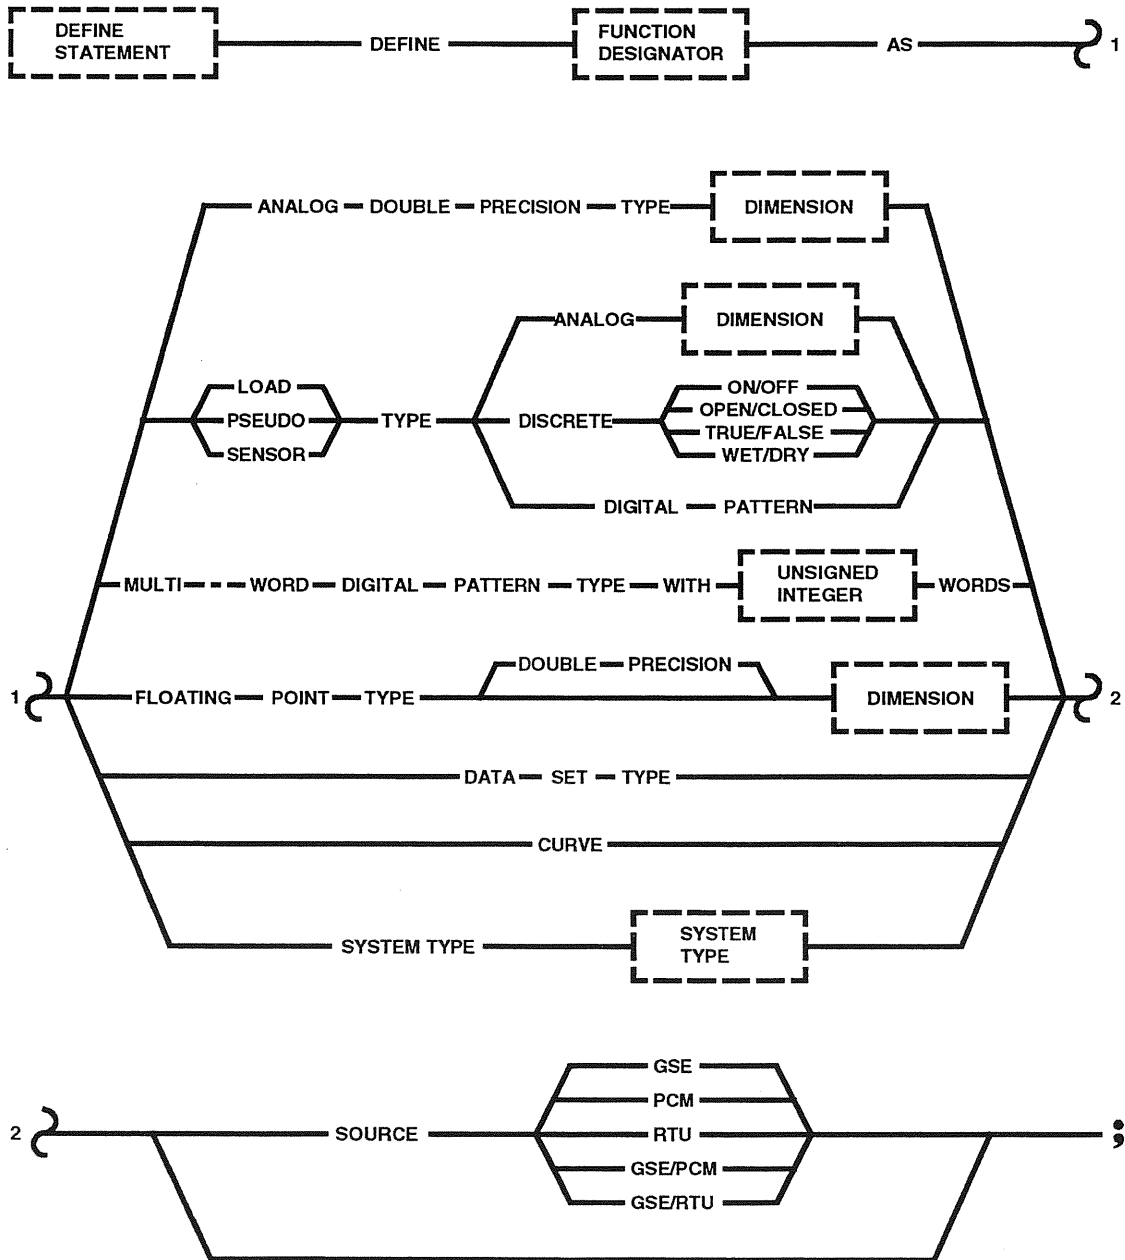 DEFINE
STATEMENT
DEFINE
FUNCTION
DESIGNATOR
AS
1
ANALOG DOUBLE PRECISION TYPE
DIMENSION
ANALOG
DIMENSION
LOAD
PSEUDO
SENSOR
TYPE
DISCRETE
ON/OFF
OPEN/CLOSED
TRUE/FALSE
WET/DRY
DIGITAL PATTERN
MULTI - WORD DIGITAL PATTERN TYPE WITH
UNSIGNED
INTEGER
WORDS
1
FLOATING POINT TYPE
DOUBLE PRECISION
DIMENSION
2
DATA SET TYPE
CURVE
SYSTEM TYPE
SYSTEM
TYPE
2
SOURCE
GSE
PCM
RTU
GSE/PCM
GSE/RTU
;